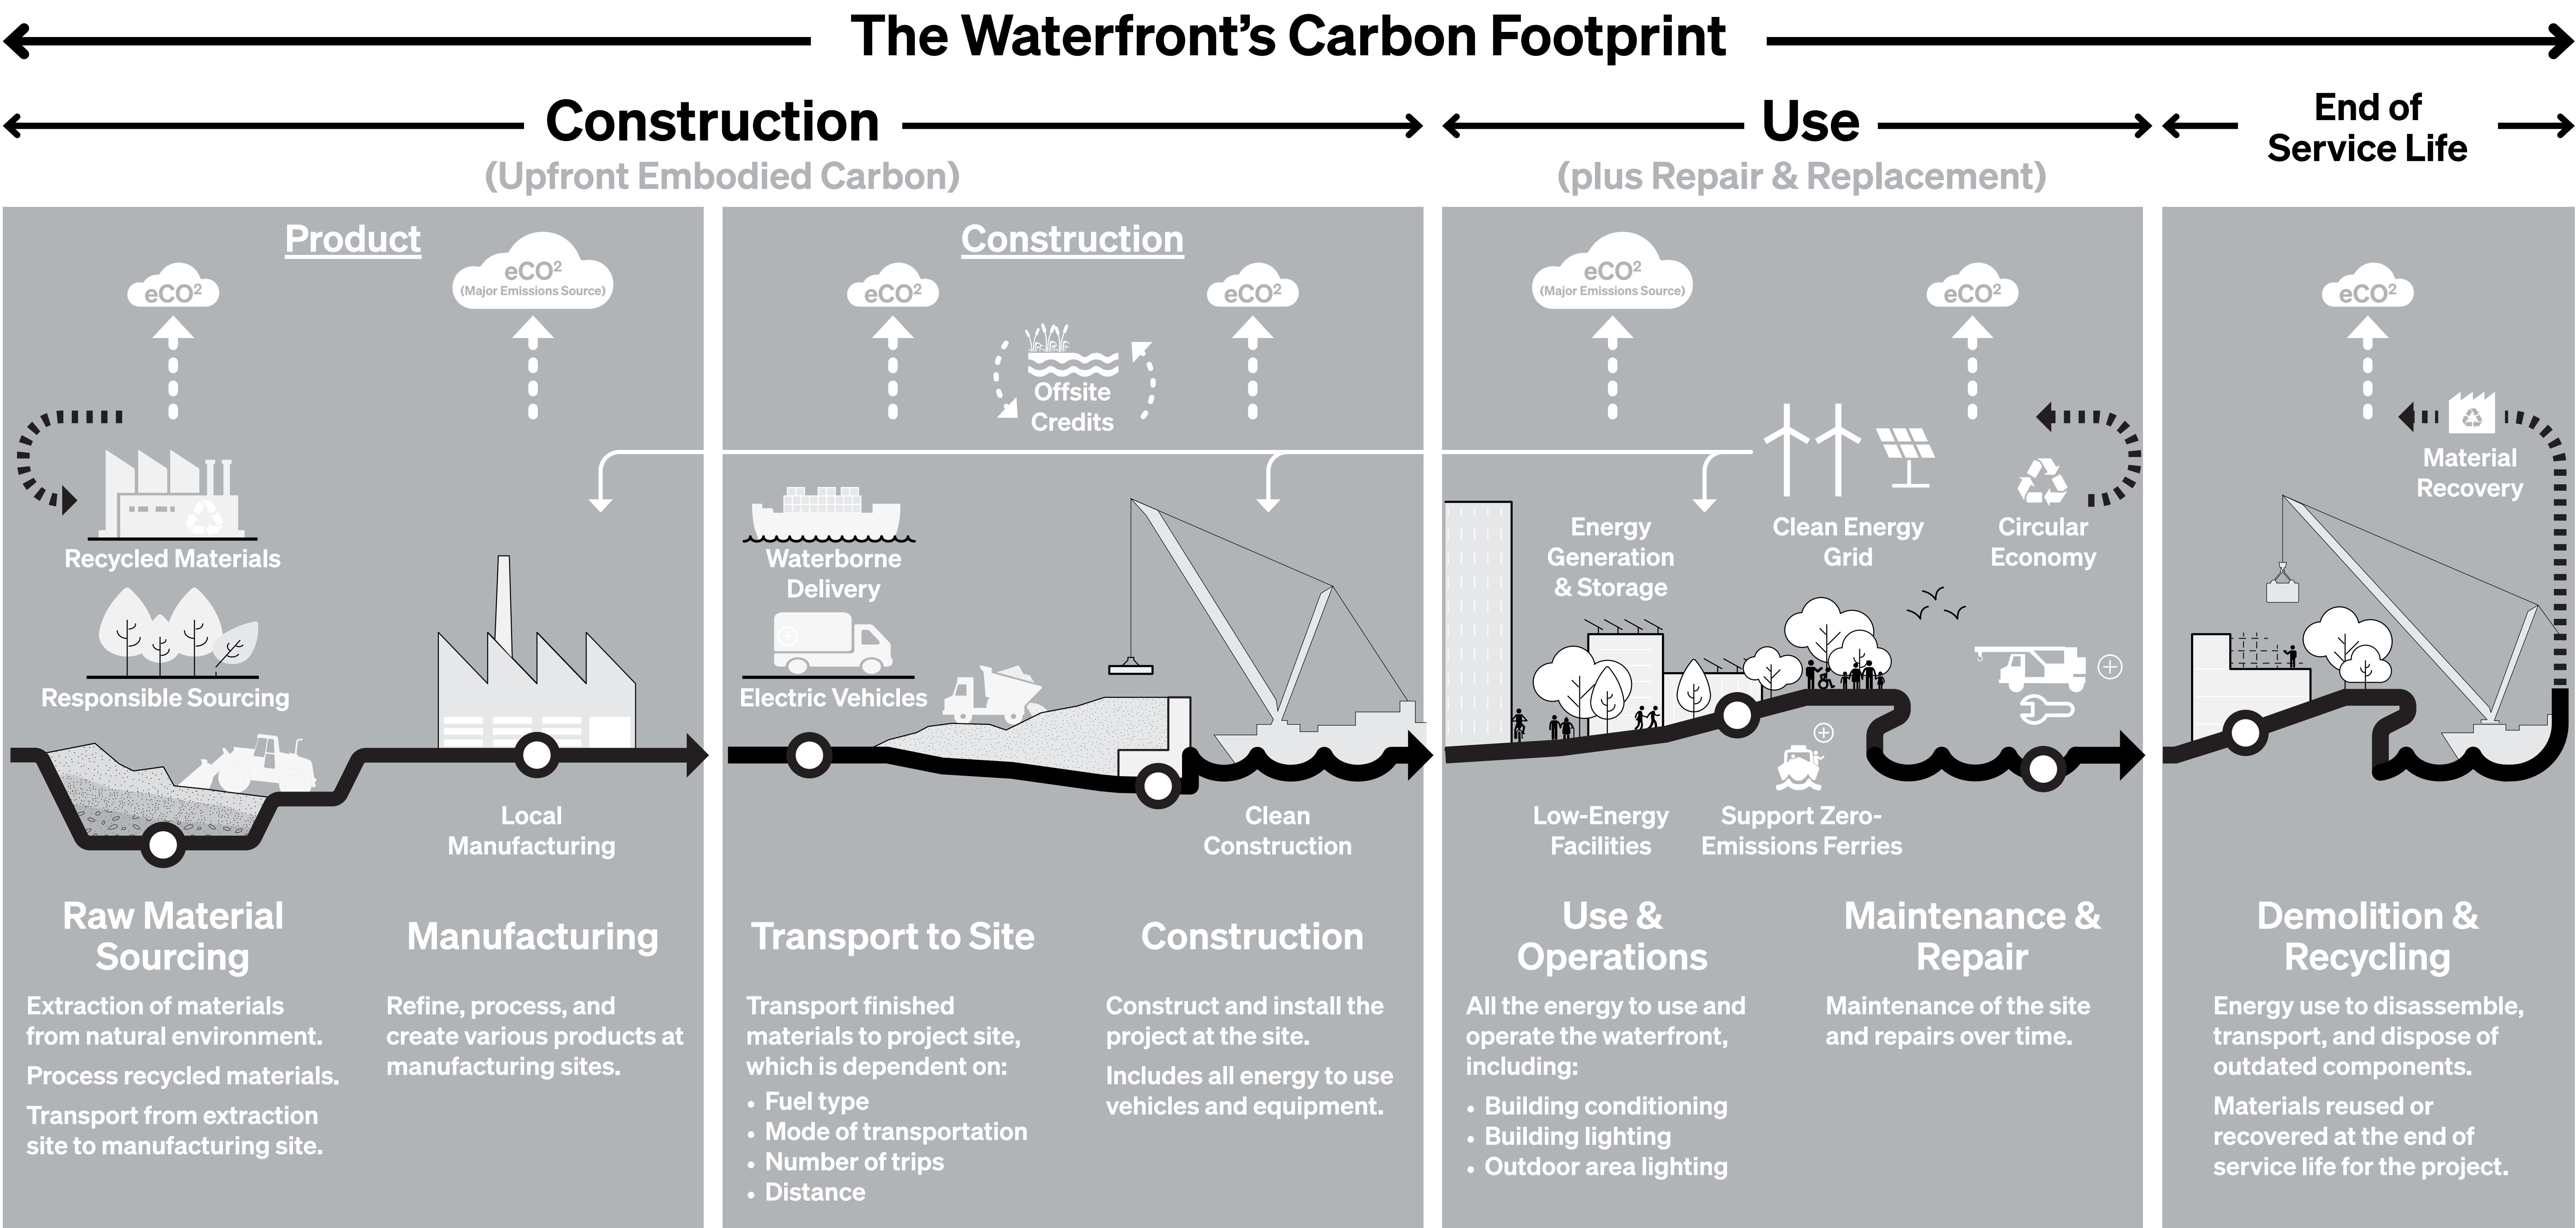 The Waterfront’s Carbon Footprint
Construction
(Upfront Embodied Carbon)
Use
(plus Repair & Replacement)
End of
Service Life
Product
eCO²
eCO²
(Major Emissions Source)
Recycled Materials
Responsible Sourcing
Local
Manufacturing
Raw Material
Sourcing
Extraction of materials
from natural environment.
Process recycled materials.
Transport from extraction
site to manufacturing site.
Manufacturing
Refine, process, and
create various products at
manufacturing sites.
Construction
eCO²
eCO²
Offsite
Credits
Waterborne
Delivery
Electric Vehicles
Clean
Construction
Transport to Site
Transport finished
materials to project site,
which is dependent on:
• Fuel type
• Mode of transportation
• Number of trips
• Distance
Construction
Construct and install the
project at the site.
Includes all energy to use
vehicles and equipment.
eCO²
(Major Emissions Source)
eCO²
Energy
Generation
& Storage
Clean Energy
Grid
Circular
Economy
Low-Energy
Facilities
Support Zero-
Emissions Ferries
Use &
Operations
All the energy to use and
operate the waterfront,
including:
• Building conditioning
• Building lighting
• Outdoor area lighting
Maintenance &
Repair
Maintenance of the site
and repairs over time.
eCO²
Material
Recovery
Demolition &
Recycling
Energy use to disassemble,
transport, and dispose of
outdated components.
Materials reused or
recovered at the end of
service life for the project.